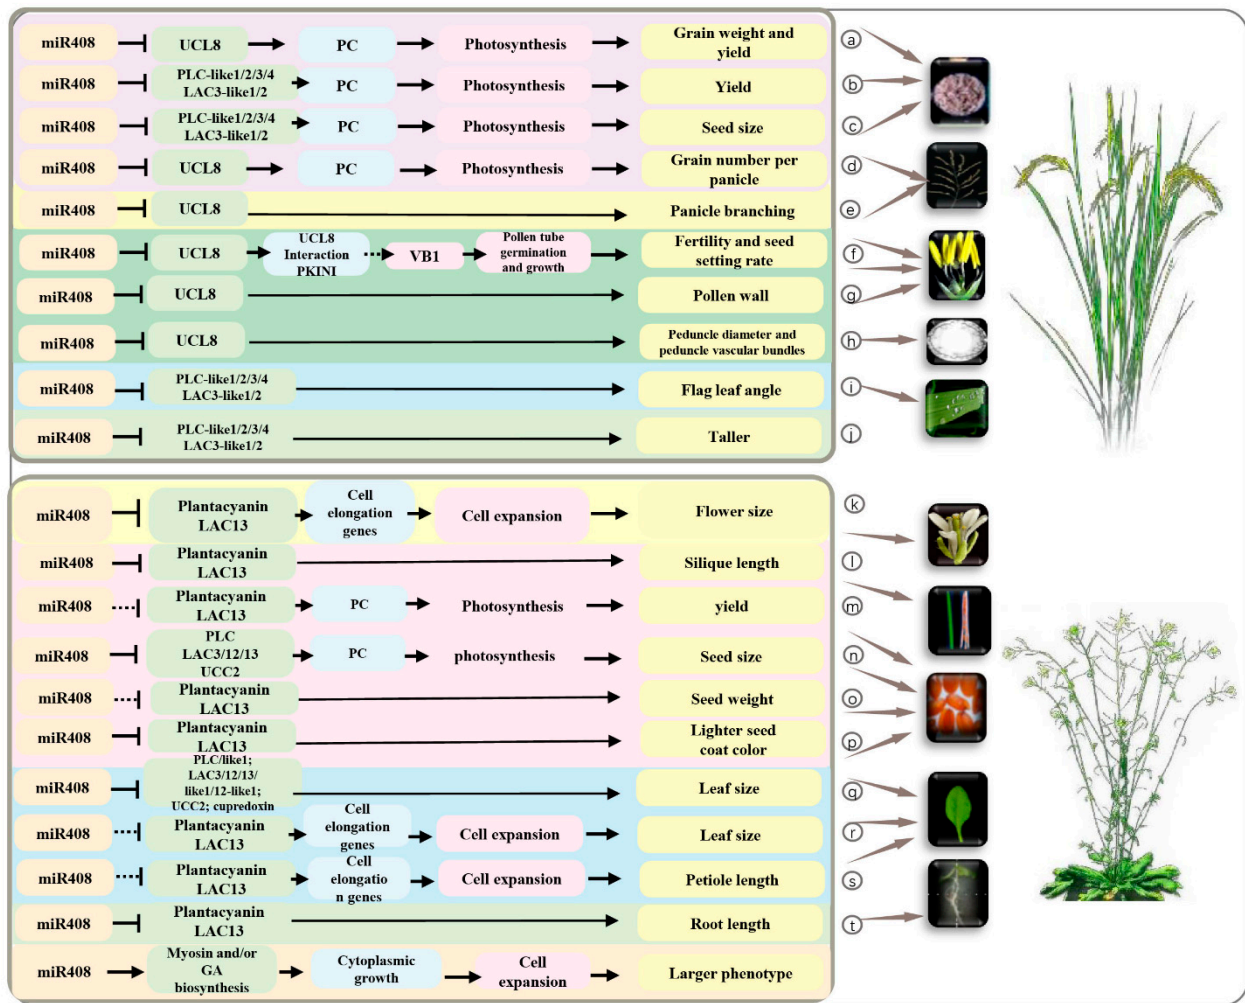 miR408 UCL8 PC Photosynthesis Grain weight and
yield
a
miR408 PLC-like1/2/3/4
LAC3-like1/2 PC Photosynthesis Yield
b
miR408 PLC-like1/2/3/4
LAC3-like1/2 PC Photosynthesis Seed size
c
miR408 UCL8 PC Photosynthesis Grain number per
panicle
d
miR408 UCL8 Panicle branching
e
miR408 UCL8 UCL8
Interaction
PKINI VB1 Pollen tube
germination
and growth Fertility and seed
setting rate
f
miR408 UCL8 Pollen wall
g
miR408 UCL8 Peduncle diameter and
peduncle vascular bundles
h
miR408 PLC-like1/2/3/4
LAC3-like1/2 Flag leaf angle
i
miR408 PLC-like1/2/3/4
LAC3-like1/2 Taller
j
miR408 Plantacyanin
LAC13 Cell
elongation
genes Cell expansion Flower size
k
miR408 Plantacyanin
LAC13 Silique length
l
miR408 Plantacyanin
LAC13 PC Photosynthesis yield
m
miR408 PLC
LAC3/12/13
UCC2 PC photosynthesis Seed size
n
miR408 Plantacyanin
LAC13 Seed weight
o
miR408 Plantacyanin
LAC13 Lighter seed
coat color
p
miR408 PLC/like1;
LAC3/12/13/
like1/12-like1;
UCC2; cupredoxin Leaf size
q
miR408 Plantacyanin
LAC13 Cell
elongation
genes Cell expansion Leaf size
r
miR408 Plantacyanin
LAC13 Cell
elongatio
n genes Cell expansion Petiole length
s
miR408 Plantacyanin
LAC13 Root length
t
miR408 Myosin and/or
GA
biosynthesis Cytoplasmic
growth Cell
expansion Larger phenotype